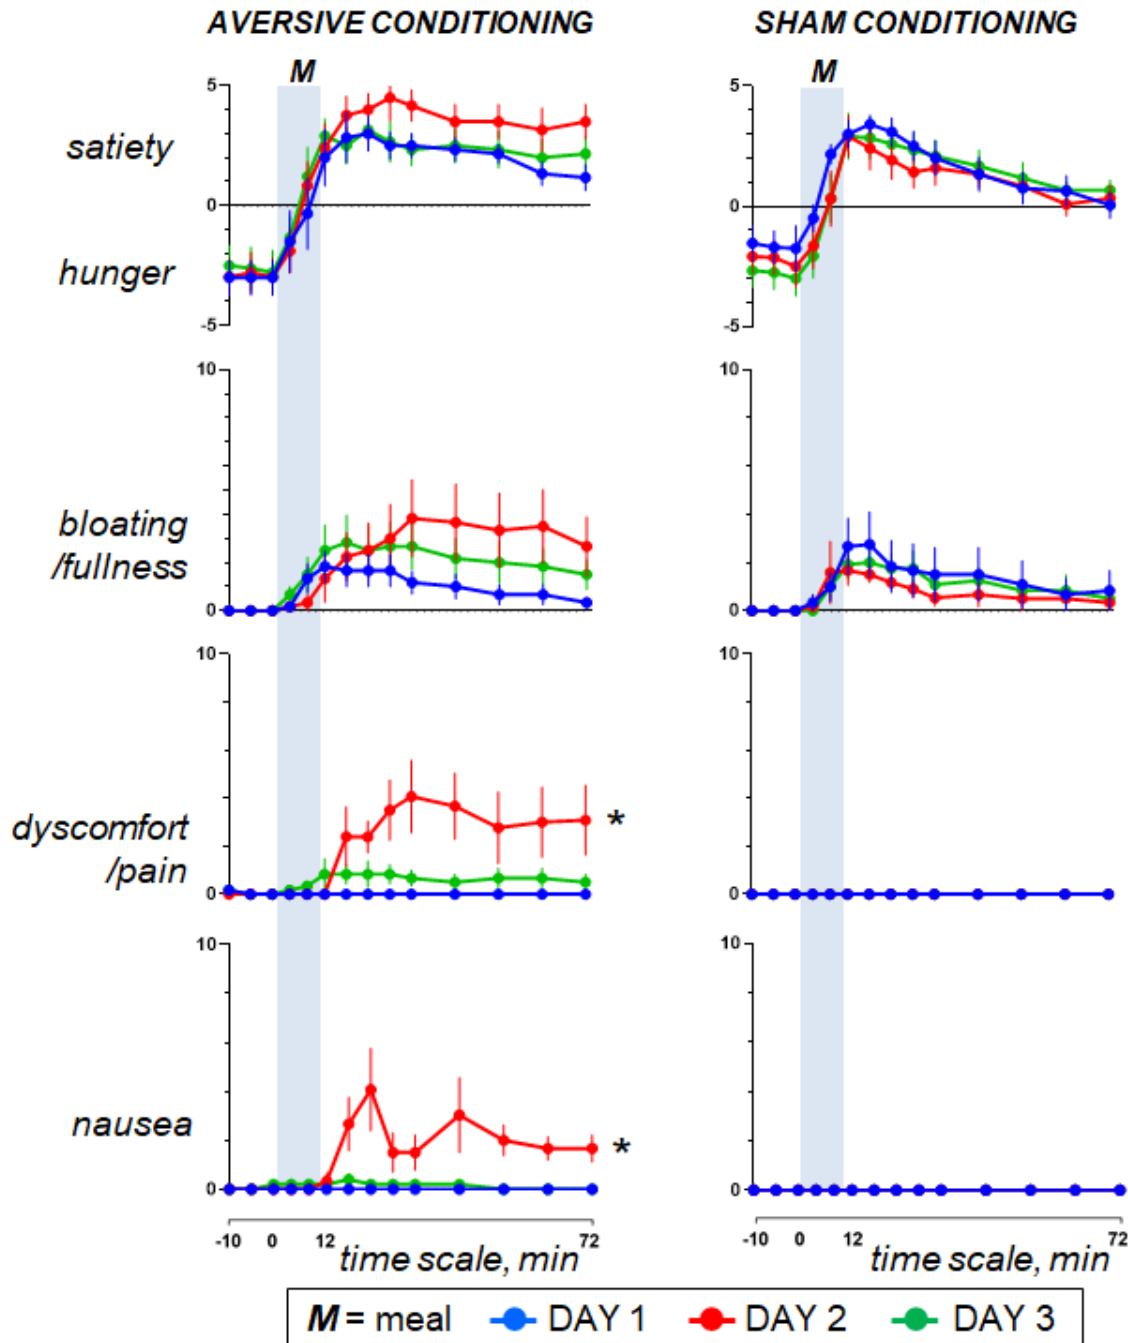 AVERSIVE CONDITIONING
SHAM CONDITIONING
M
M
5
0
-5
satiety
hunger
5
0
-5
10
0
bloating
/fullness
10
0
10
0
dyscomfort
/pain
*
10
0
10
0
nausea
*
10
0
-10 0 12 72
time scale, min
-10 0 12 72
time scale, min
M = meal DAY 1 DAY 2 DAY 3